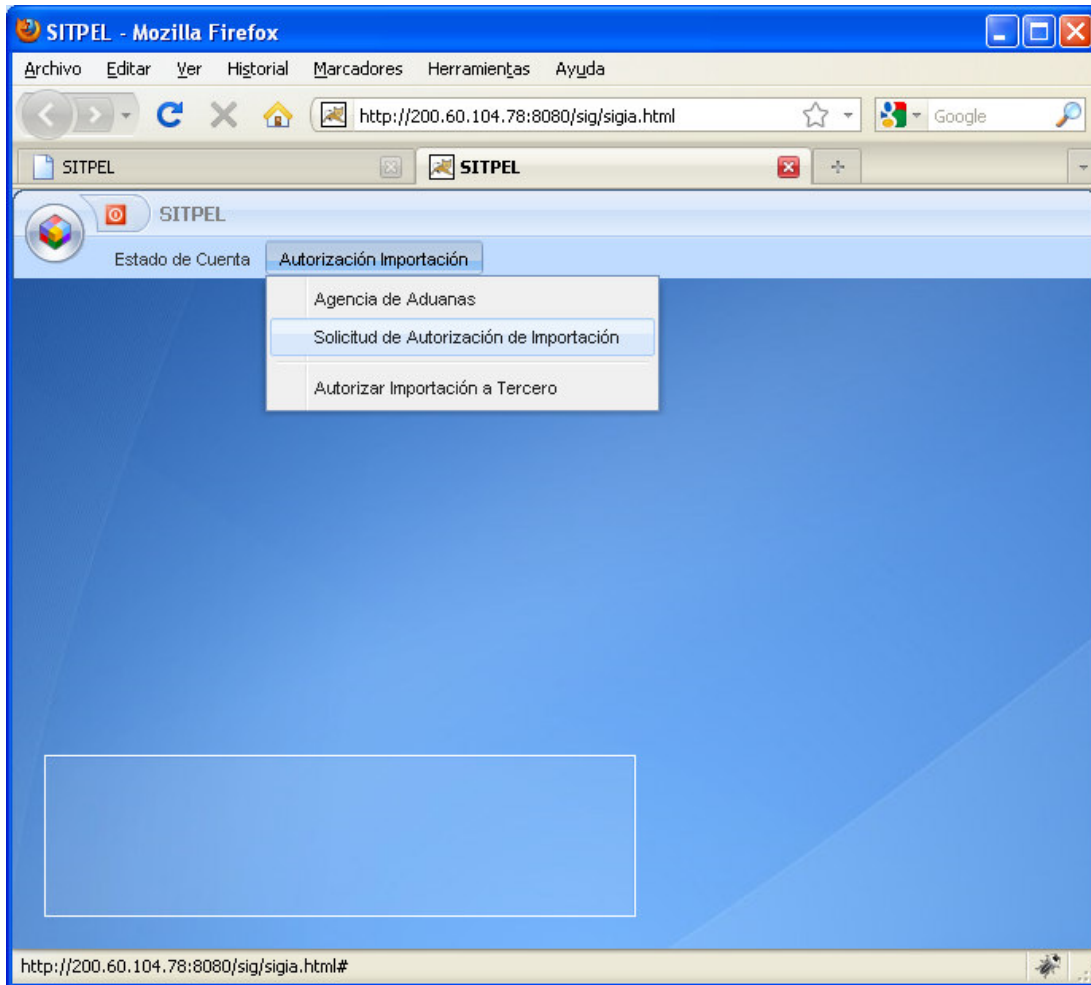 SITPEL - Mozilla Firefox
Archivo Editar Ver Historial Marcadores Herramientas Ayuda
http://200.60.104.78:8080/sig/sigia.html Google
SITPEL SITPEL
SITPEL
Estado de Cuenta Autorización Importación
Agencia de Aduanas
Solicitud de Autorización de Importación
Autorizar Importación a Tercero
http://200.60.104.78:8080/sig/sigia.html#